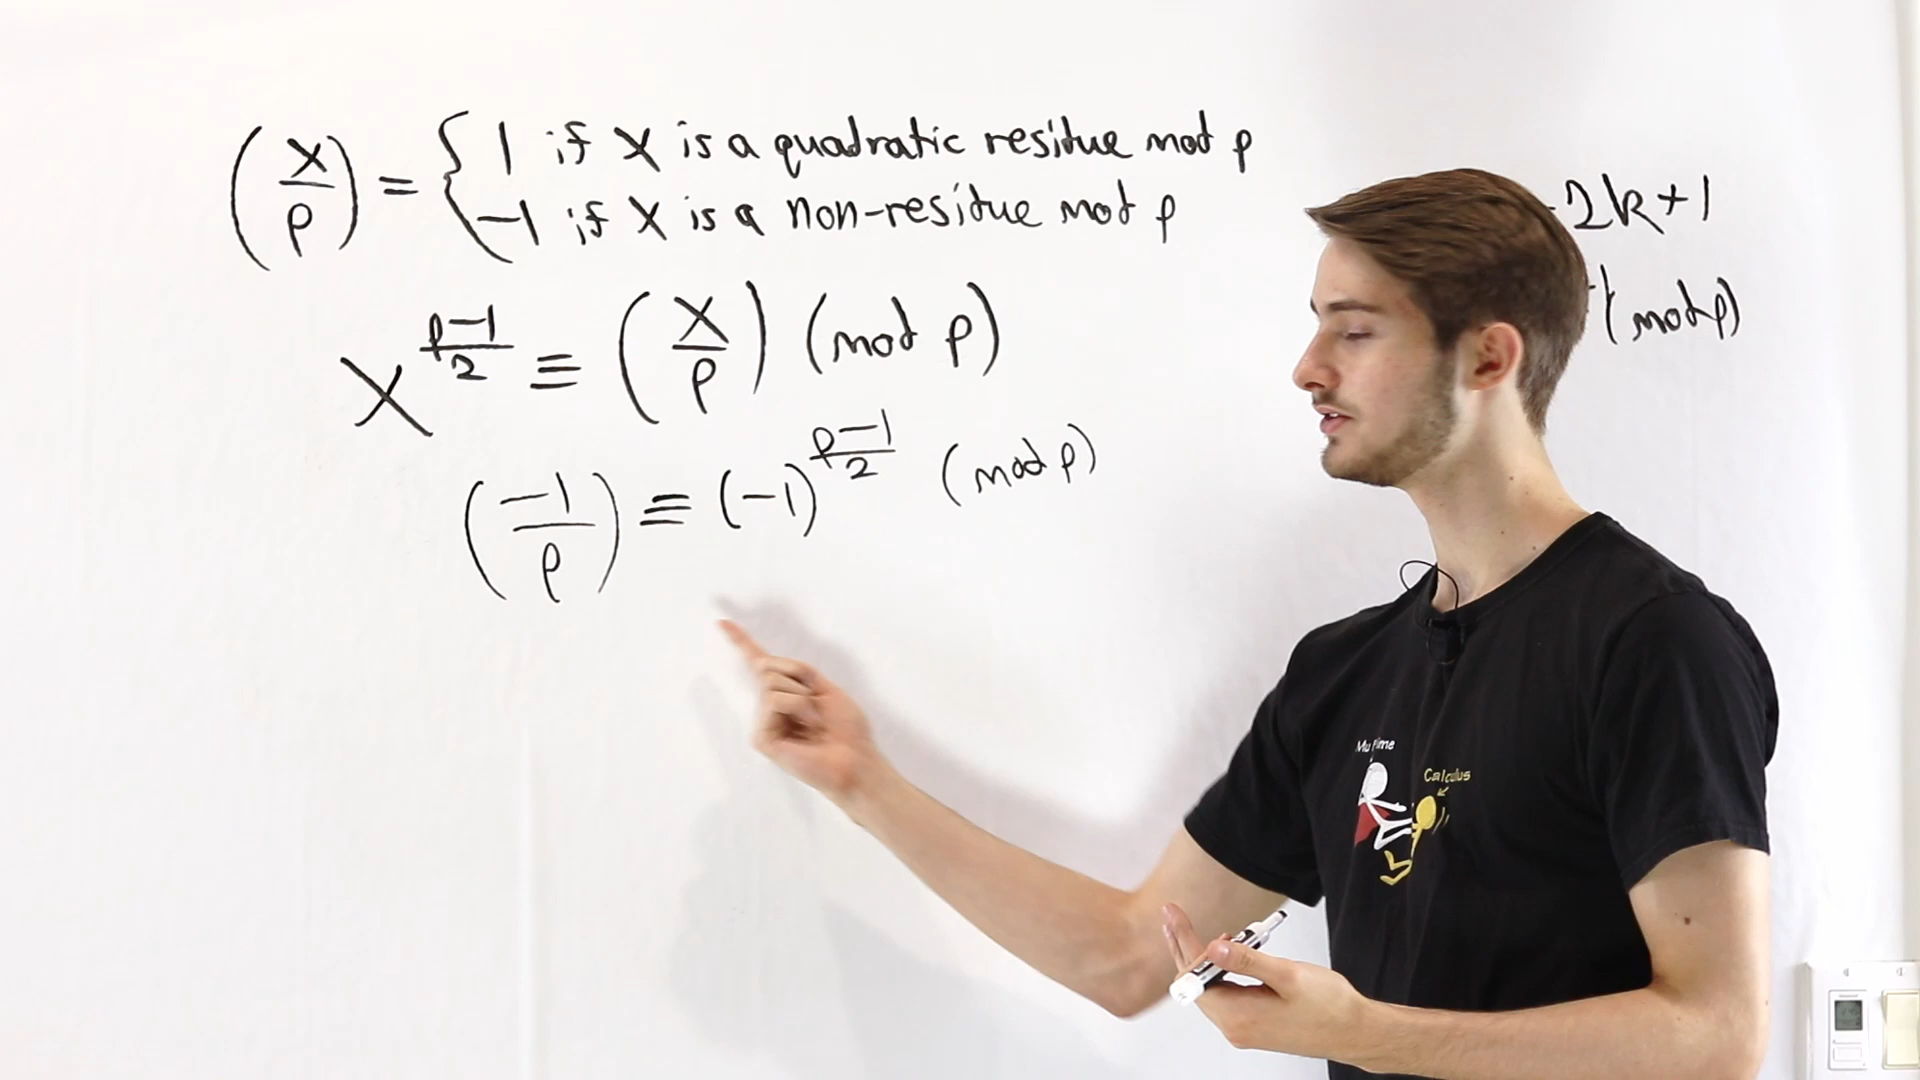 (x/p) = { 1 if x is a quadratic residue mod p
-1 if x is a non-residue mod p
x^((p-1)/2) ≡ (x/p) (mod p)
(-1/p) ≡ (-1)^((p-1)/2) (mod p)
2k+1
(mod p)
Calculus